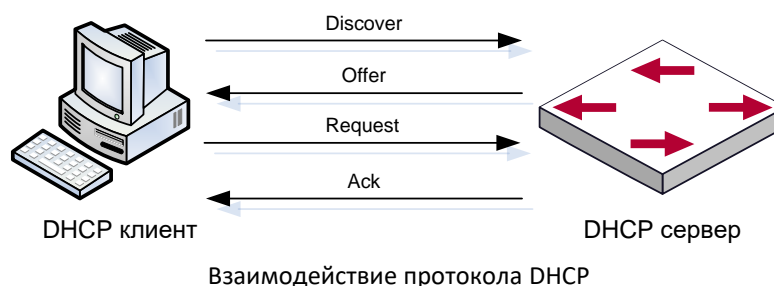 Discover
Offer
Request
Ack
DHCP клиент
DHCP сервер
Взаимодействие протокола DHCP